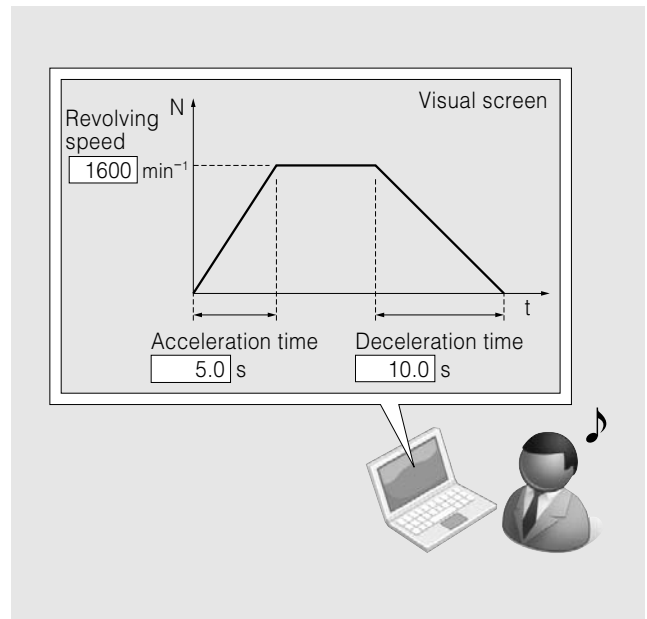 Visual screen
N
Revolving
speed
1600 min⁻¹
t
Acceleration time
5.0 s
Deceleration time
10.0 s